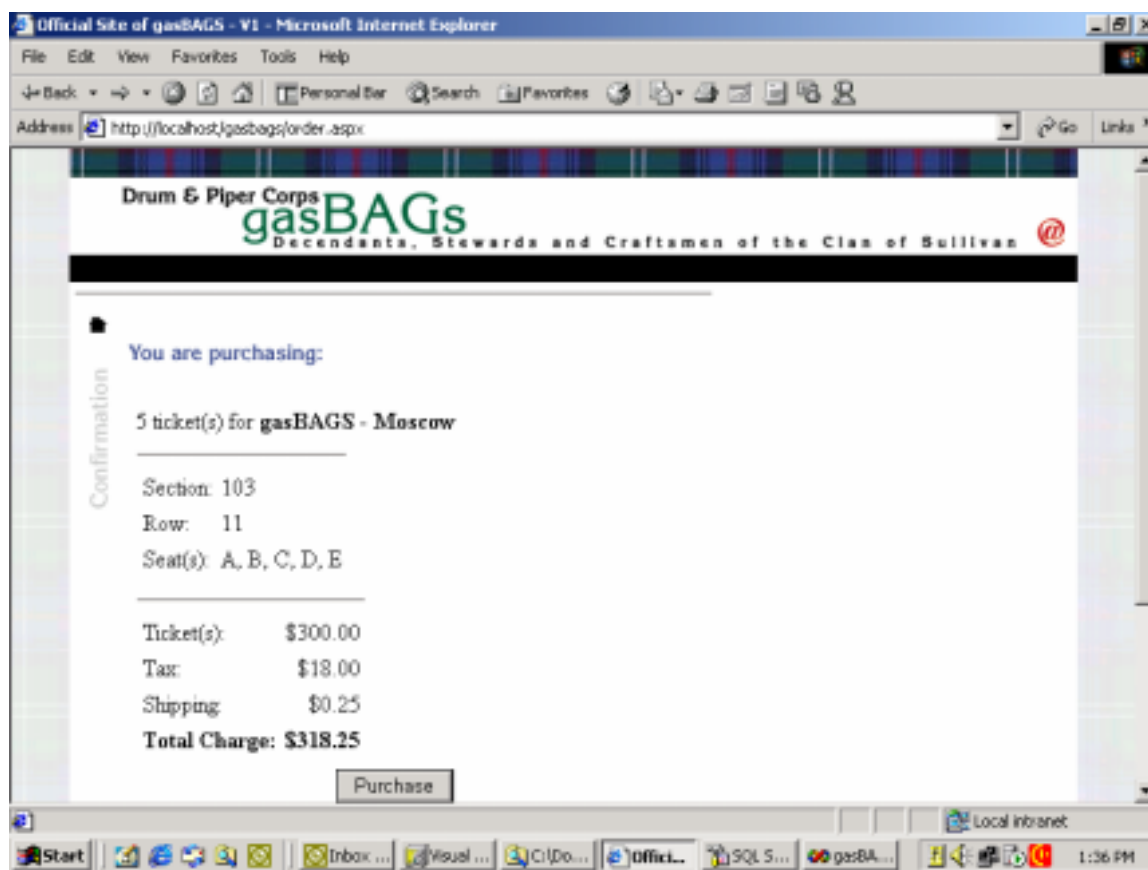 Official Site of gasBAGS - V1 - Microsoft Internet Explorer
File Edit View Favorites Tools Help
Back Personal Bar Search Favorites
Address http://localhost/gasbags/order.aspx Go Links
Drum & Piper Corps
gasBAGs
Decendants, Stewards and Craftsmen of the Clan of Sullivan @
You are purchasing:
Confirmation
5 ticket(s) for gasBAGS - Moscow
Section: 103
Row: 11
Seat(s): A, B, C, D, E
Ticket(s): $300.00
Tax: $18.00
Shipping: $0.25
Total Charge: $318.25
Purchase
Local intranet
Start Inbox ... Visual ... C:\Do... Offici... SQL S... gasBA... 1:36 PM